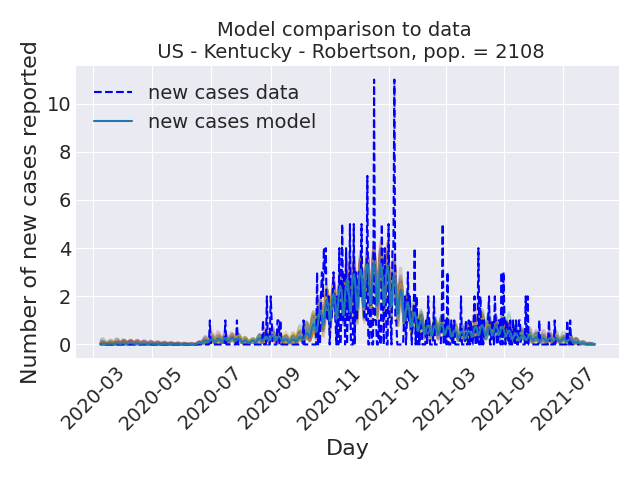 Model comparison to data
US - Kentucky - Robertson, pop. = 2108
Number of new cases reported
new cases data
new cases model
10
8
6
4
2
0
2020-03
2020-05
2020-07
2020-09
2020-11
2021-01
2021-03
2021-05
2021-07
Day